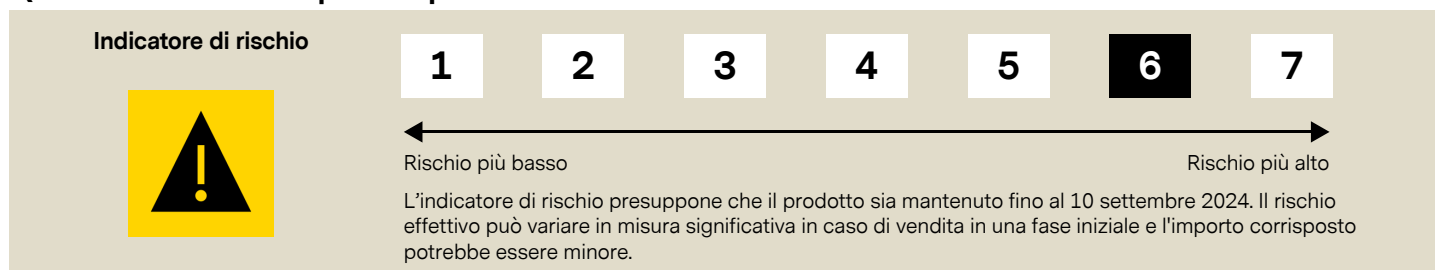 Indicatore di rischio
1 2 3 4 5 6 7
Rischio più basso Rischio più alto
L'indicatore di rischio presuppone che il prodotto sia mantenuto fino al 10 settembre 2024. Il rischio
effettivo può variare in misura significativa in caso di vendita in una fase iniziale e l'importo corrisposto
potrebbe essere minore.